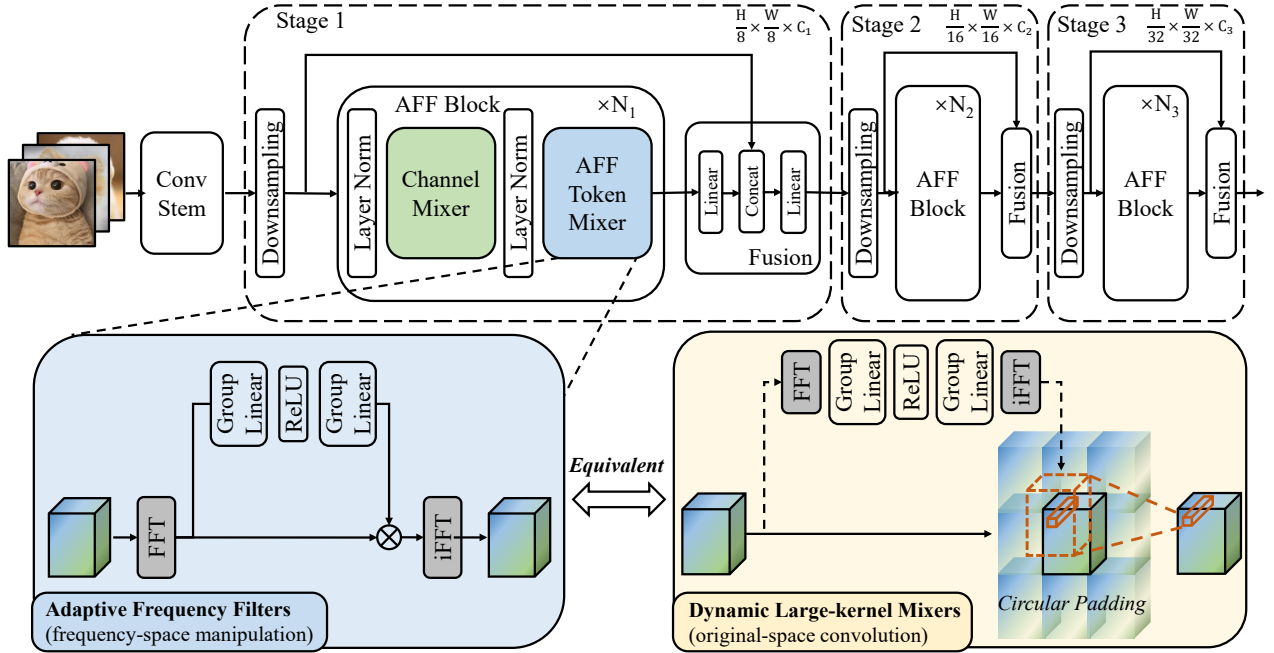 Stage 1
H/8 × W/8 × C₁
Stage 2
H/16 × W/16 × C₂
Stage 3
H/32 × W/32 × C₃
Conv
Stem
Downsampling
AFF Block
×N₁
Layer Norm
Channel
Mixer
Layer Norm
AFF
Token
Mixer
Linear
Concat
Linear
Fusion
Downsampling
×N₂
AFF
Block
Fusion
Downsampling
×N₃
AFF
Block
Fusion
Group
Linear
ReLU
Group
Linear
FFT
iFFT
Adaptive Frequency Filters
(frequency-space manipulation)
Equivalent
FFT
Group
Linear
ReLU
Group
Linear
iFFT
Circular Padding
Dynamic Large-kernel Mixers
(original-space convolution)